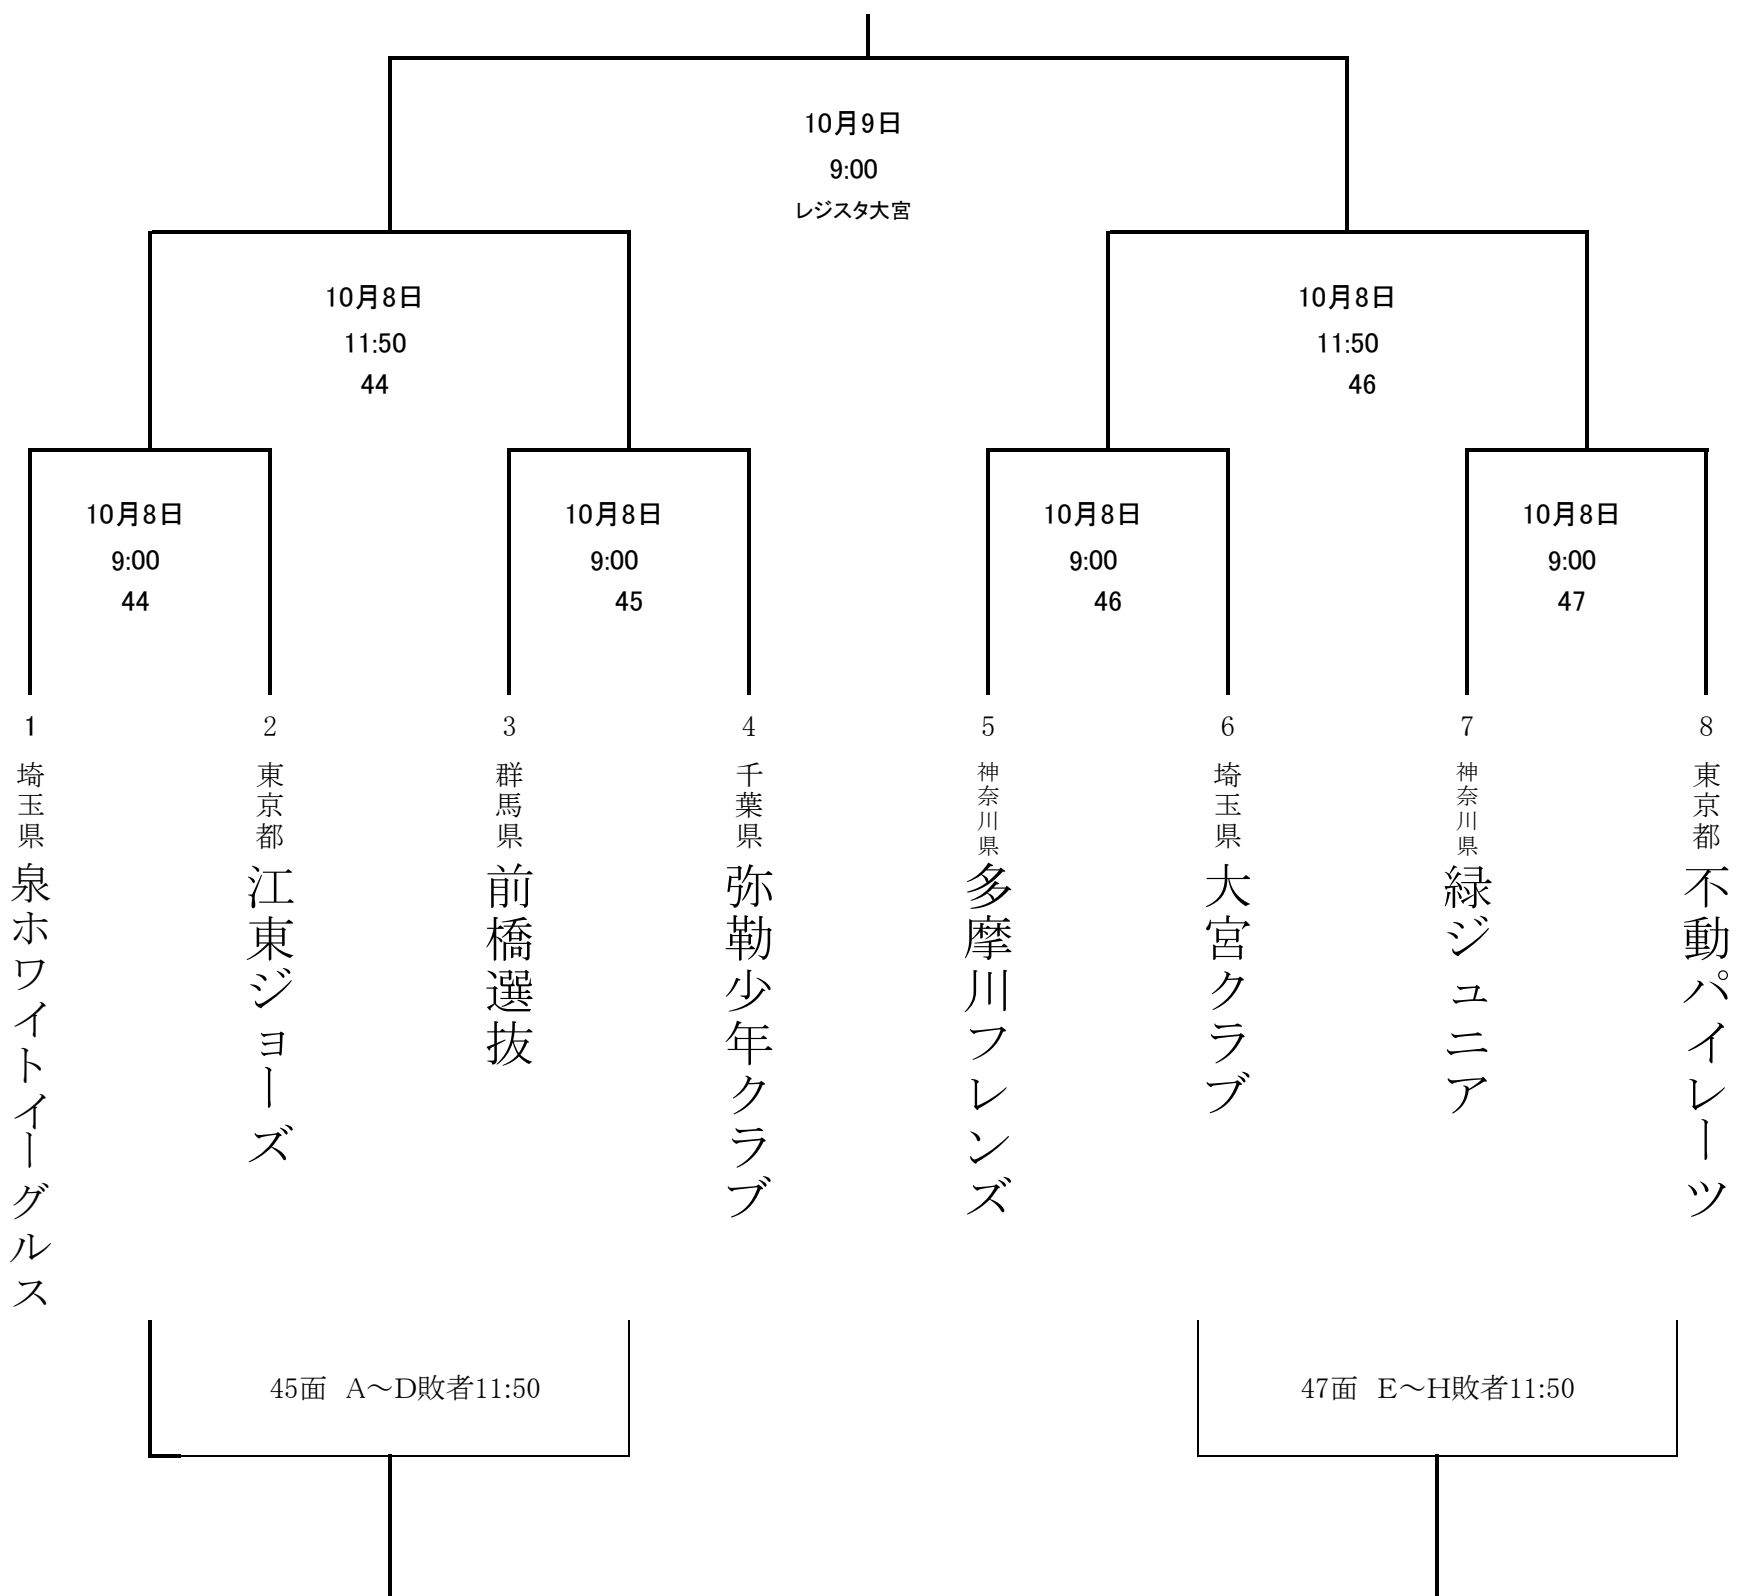 10月9日
9:00
レジスタ大宮
10月8日
11:50
44
10月8日
11:50
46
10月8日
9:00
44
10月8日
9:00
45
10月8日
9:00
46
10月8日
9:00
47
1
埼玉県
泉ホワイトイーグルス
2
東京都
江東ジョーズ
3
群馬県
前橋選抜
4
千葉県
弥勒少年クラブ
5
神奈川県
多摩川フレンズ
6
埼玉県
大宮クラブ
7
神奈川県
緑ジュニア
8
東京都
不動パイレーツ
45面　A～D敗者11:50
47面　E～H敗者11:50